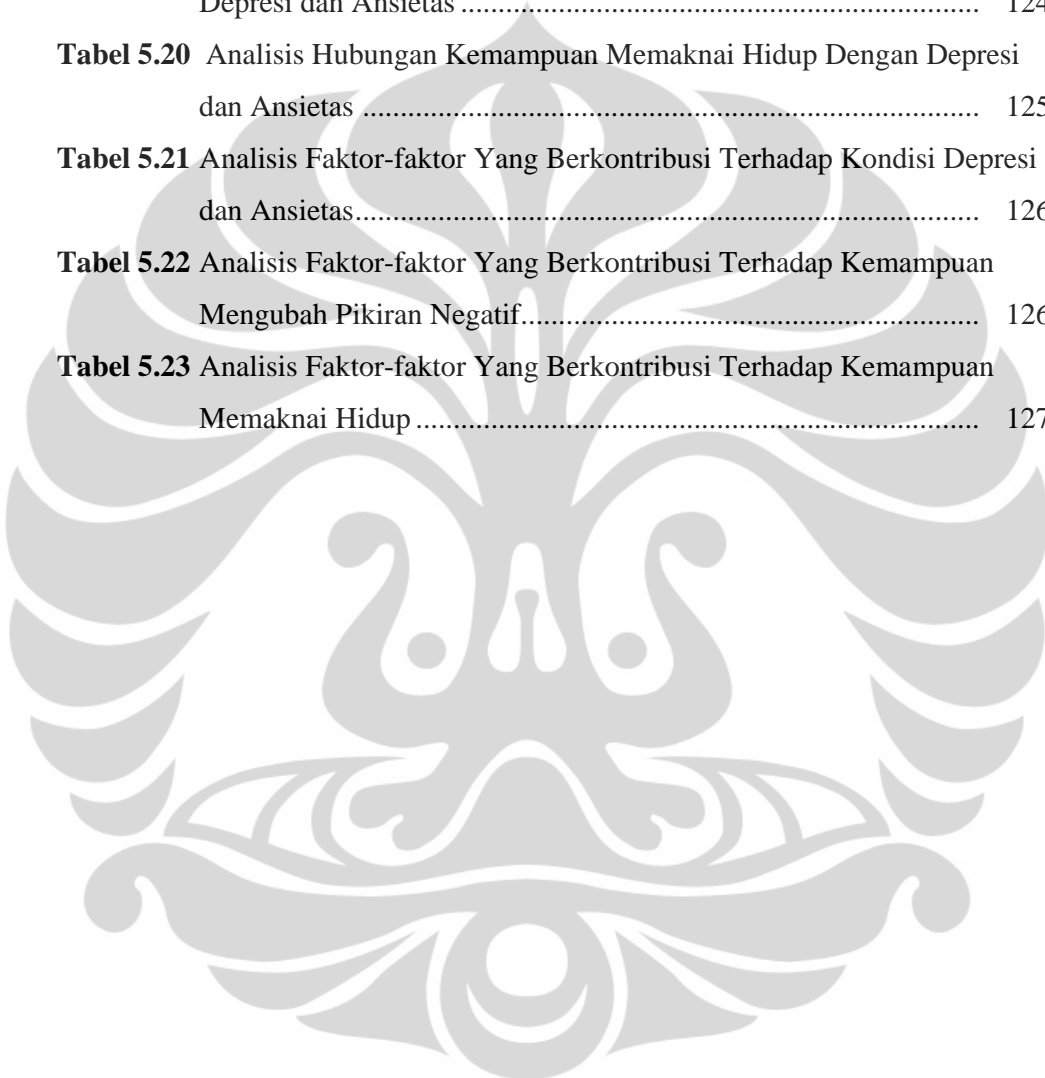 Depresi dan Ansietas ..................................................................... 124
Tabel 5.20 Analisis Hubungan Kemampuan Memaknai Hidup Dengan Depresi
dan Ansietas .................................................................................. 125
Tabel 5.21 Analisis Faktor-faktor Yang Berkontribusi Terhadap Kondisi Depresi
dan Ansietas................................................................................... 126
Tabel 5.22 Analisis Faktor-faktor Yang Berkontribusi Terhadap Kemampuan
Mengubah Pikiran Negatif............................................................. 126
Tabel 5.23 Analisis Faktor-faktor Yang Berkontribusi Terhadap Kemampuan
Memaknai Hidup ........................................................................... 127